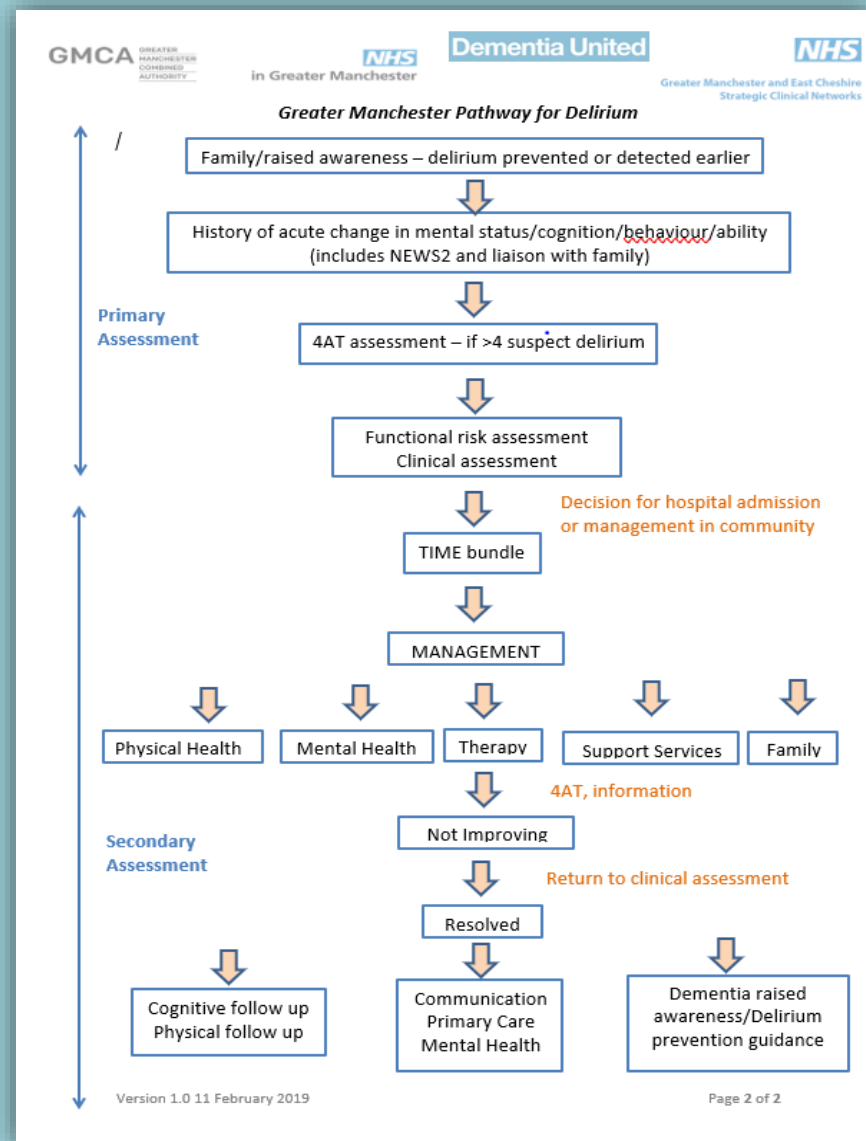 GMCA
GREATER
MANCHESTER
COMBINED
AUTHORITY
NHS
in Greater Manchester
Dementia United
NHS
Greater Manchester and East Cheshire
Strategic Clinical Networks
Greater Manchester Pathway for Delirium
/
Family/raised awareness – delirium prevented or detected earlier
History of acute change in mental status/cognition/behaviour/ability
(includes NEWS2 and liaison with family)
Primary
Assessment
4AT assessment – if >4 suspect delirium
Functional risk assessment
Clinical assessment
Decision for hospital admission
or management in community
TIME bundle
MANAGEMENT
Physical Health
Mental Health
Therapy
Support Services
Family
4AT, information
Not Improving
Secondary
Assessment
Return to clinical assessment
Resolved
Cognitive follow up
Physical follow up
Communication
Primary Care
Mental Health
Dementia raised
awareness/Delirium
prevention guidance
Version 1.0 11 February 2019
Page 2 of 2